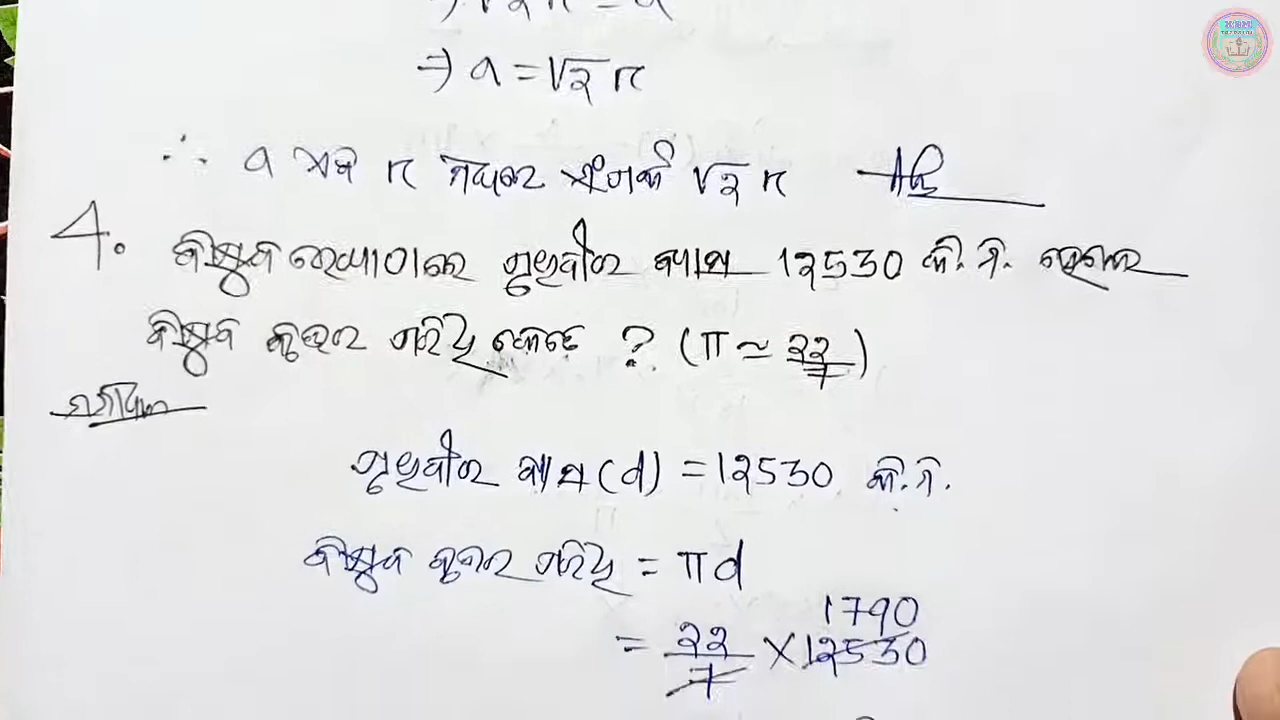 ⇒ √2 r = a
⇒ a = √2 r
∴ a ଏବଂ r ମଧ୍ୟରେ ସଂପର୍କ √2 r
4. ବିଷୁବ ରେଖାଠାରେ ପୃଥିବୀର ବ୍ୟାସ 12530 କି.ମି. ହେଲେ
ବିଷୁବ ବୃତ୍ତର ପରିଧି କେତେ ? (π ≃ 22/7)
ସମାଧାନ
ପୃଥିବୀର ବ୍ୟାସ (d) = 12530 କି.ମି.
ବିଷୁବ ବୃତ୍ତର ପରିଧି = πd
1790
= 22/7 × 12530